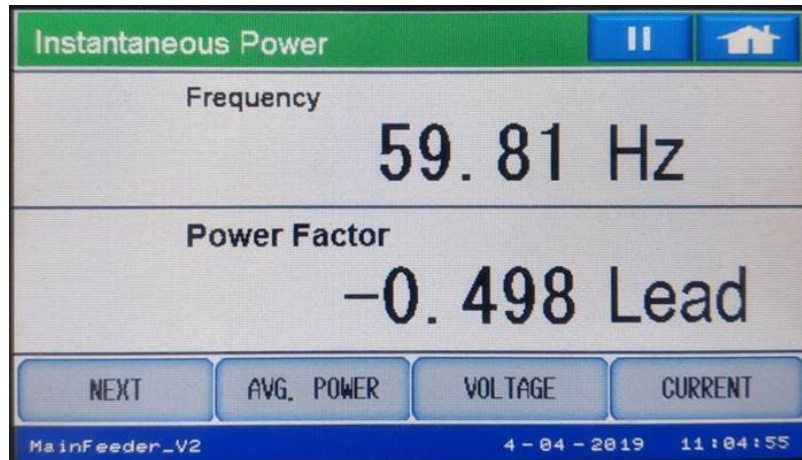 Instantaneous Power
Frequency
59.81 Hz
Power Factor
-0.498 Lead
NEXT AVG. POWER VOLTAGE CURRENT
MainFeeder_V2 4-04-2019 11:04:55